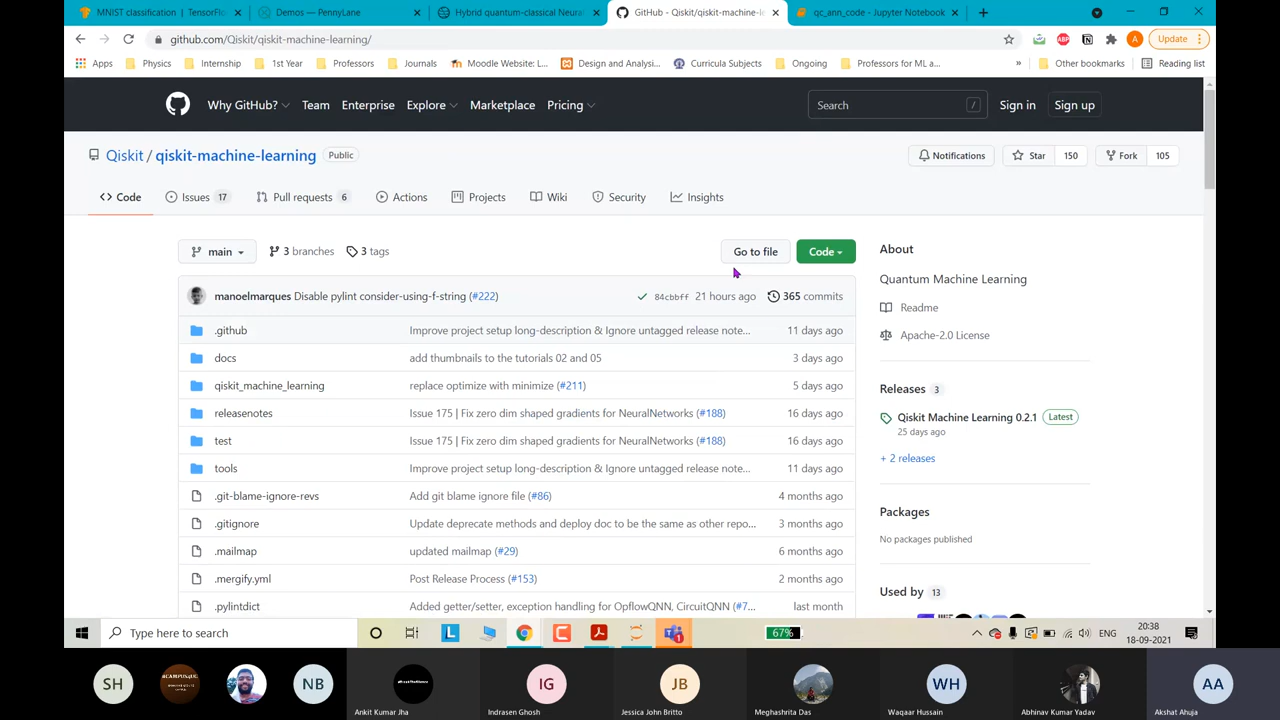 MNIST classification | TensorFlo
Demos — PennyLane
Hybrid quantum-classical Neura
GitHub - Qiskit/qiskit-machine-le
qc_ann_code - Jupyter Notebook
github.com/Qiskit/qiskit-machine-learning/
ABP
A
Update
Apps
Physics
Internship
1st Year
Professors
Journals
Moodle Website: L...
Design and Analysi...
Curricula Subjects
Ongoing
Professors for ML a...
»
Other bookmarks
Reading list
Why GitHub?
Team
Enterprise
Explore
Marketplace
Pricing
Search
/
Sign in
Sign up
Qiskit / qiskit-machine-learning
Public
Notifications
Star 150
Fork 105
Code
Issues 17
Pull requests 6
Actions
Projects
Wiki
Security
Insights
main
3 branches
3 tags
Go to file
Code
About
Quantum Machine Learning
Readme
Apache-2.0 License
manoelmarques Disable pylint consider-using-f-string (#222)
84cbbff 21 hours ago
365 commits
.github
Improve project setup long-description & Ignore untagged release note...
11 days ago
docs
add thumbnails to the tutorials 02 and 05
3 days ago
qiskit_machine_learning
replace optimize with minimize (#211)
5 days ago
releasenotes
Issue 175 | Fix zero dim shaped gradients for NeuralNetworks (#188)
16 days ago
test
Issue 175 | Fix zero dim shaped gradients for NeuralNetworks (#188)
16 days ago
tools
Improve project setup long-description & Ignore untagged release note...
11 days ago
.git-blame-ignore-revs
Add git blame ignore file (#86)
4 months ago
.gitignore
Update deprecate methods and deploy doc to be the same as other repo...
3 months ago
.mailmap
updated mailmap (#29)
6 months ago
.mergify.yml
Post Release Process (#153)
2 months ago
.pylintdict
Added getter/setter, exception handling for OpflowQNN, CircuitQNN (#7...
last month
Releases 3
Qiskit Machine Learning 0.2.1
Latest
25 days ago
+ 2 releases
Packages
No packages published
Used by 13
Type here to search
L
67%
ENG
20:38
18-09-2021
SH
NB
Ankit Kumar Jha
IG
Indrasen Ghosh
JB
Jessica John Britto
Meghashrita Das
WH
Waqaar Hussain
Abhinav Kumar Yadav
AA
Akshat Ahuja